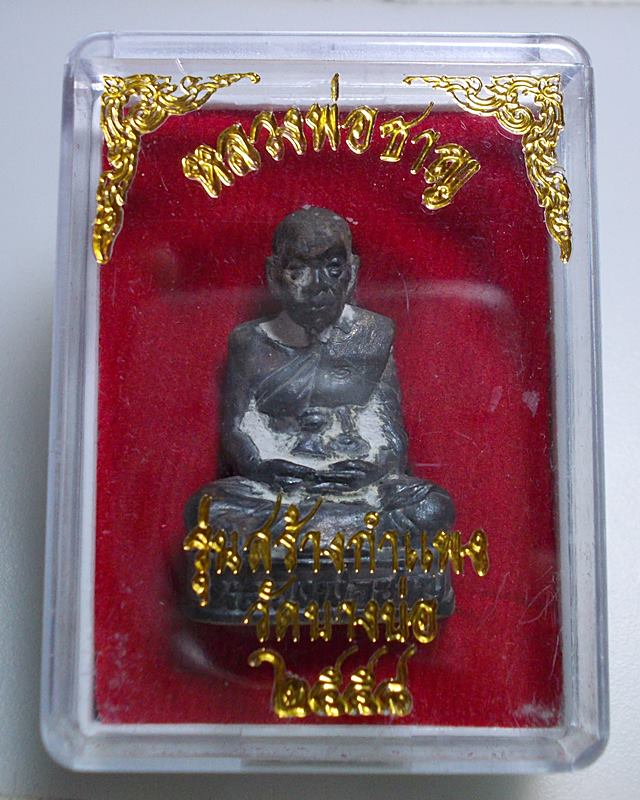 หลวงพ่อชาญ
รุ่นสร้างกำแพง
วัดบางบ่อ
๒๕๕๘